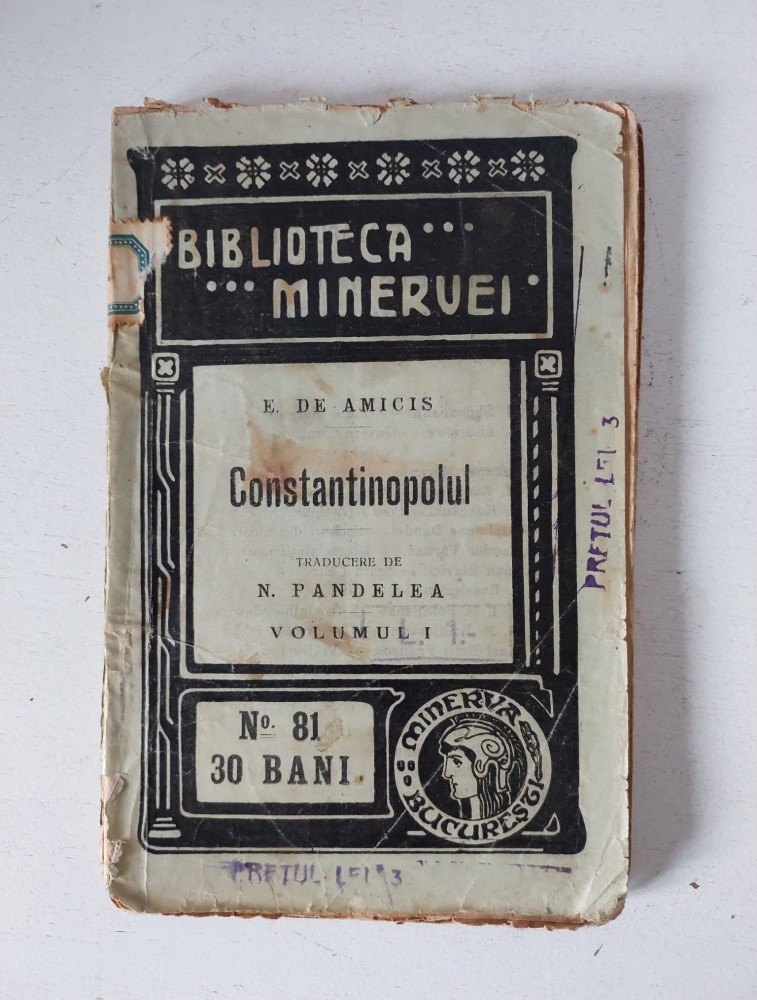 BIBLIOTECA
MINERVEI
E. DE AMICIS
Constantinopolul
TRADUCERE DE
N. PANDELEA
VOLUMUL I
L. 1.-
No. 81
30 BANI
MINERVA
BUCUREȘTI
PREȚUL LEI 3
PREȚUL LEI 3